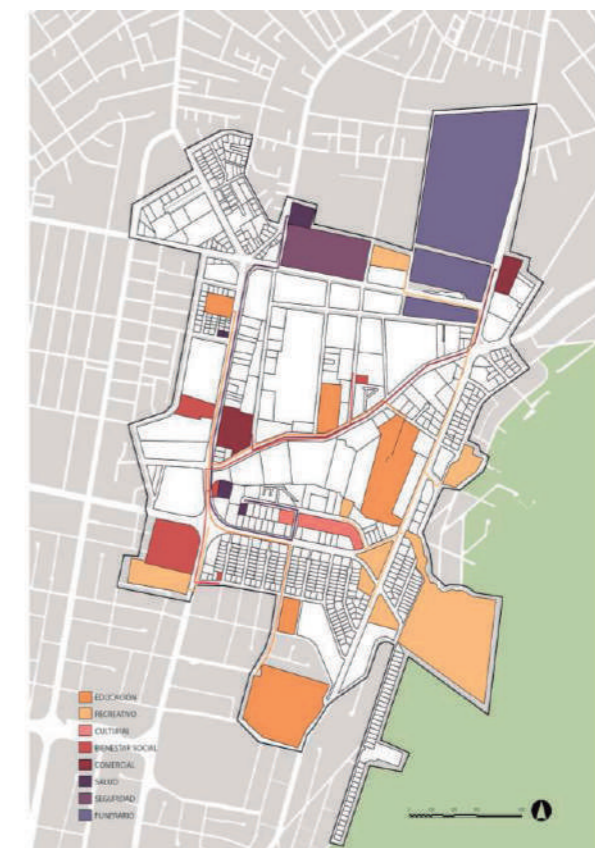 EDUCACIÓN
RECREATIVO
CULTURAL
BIENESTAR SOCIAL
COMERCIAL
SALUD
SEGURIDAD
FUNERARIO